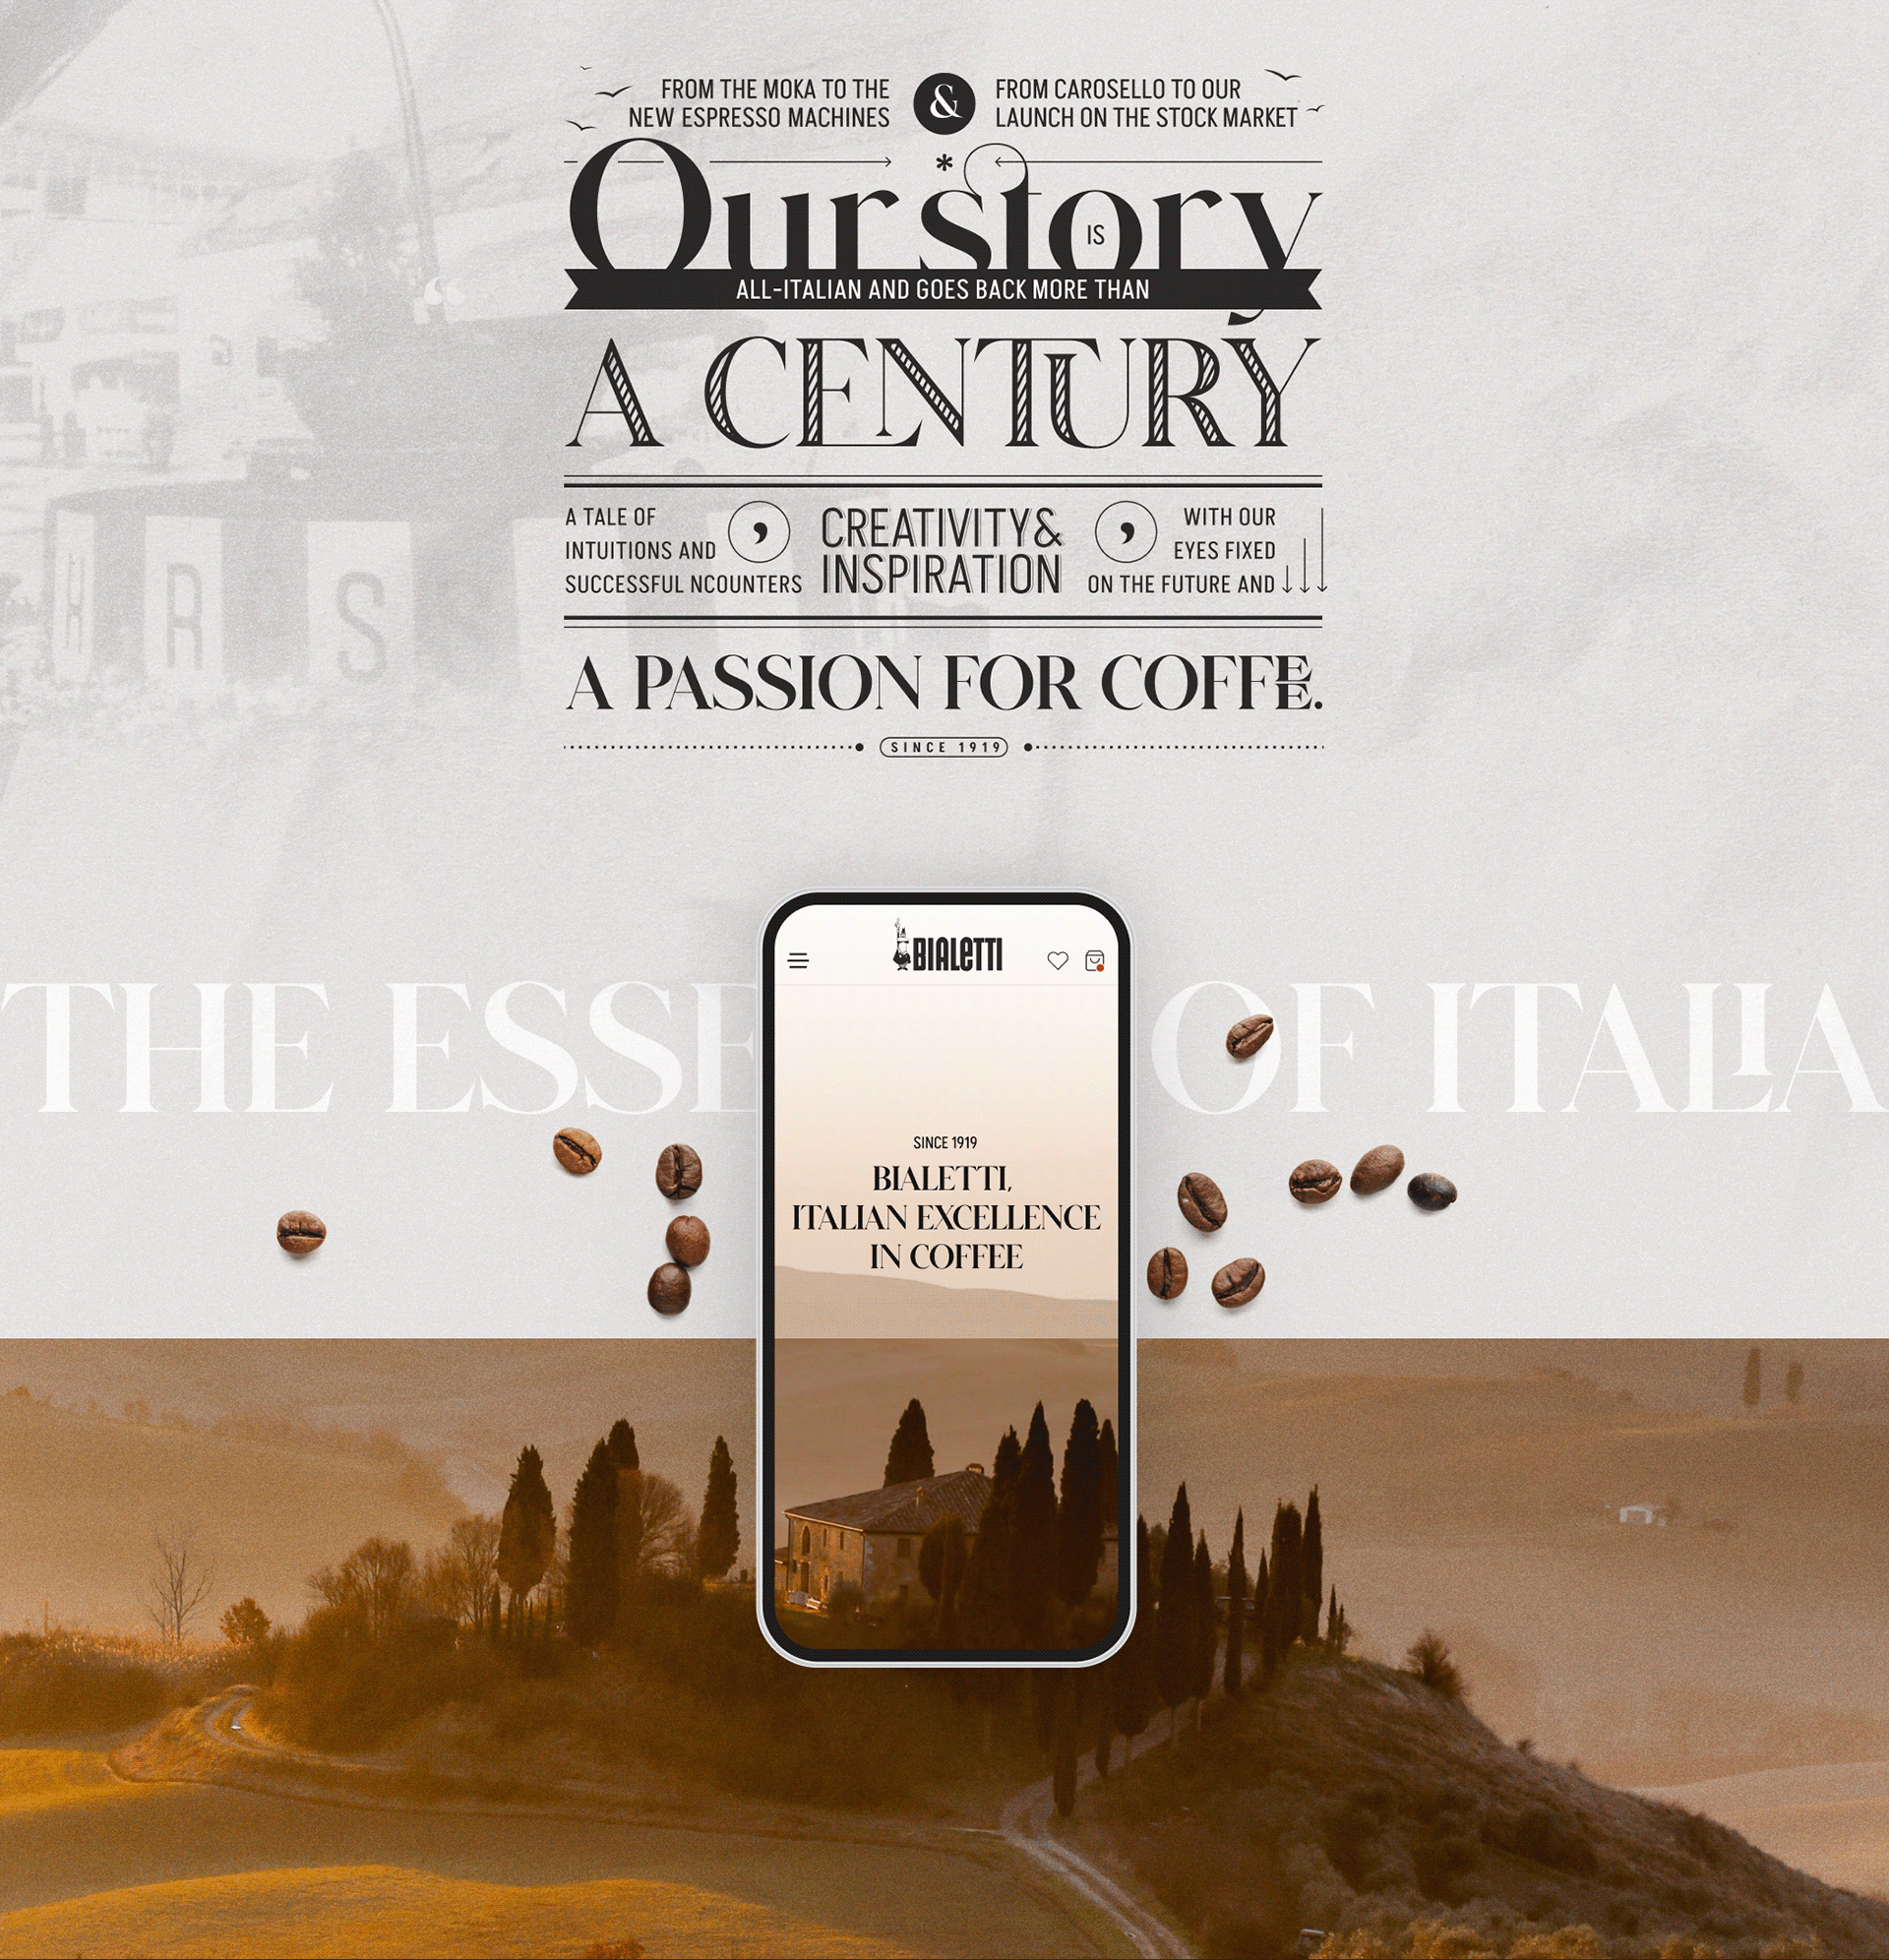 FROM THE MOKA TO THE
NEW ESPRESSO MACHINES
&
FROM CAROSELLO TO OUR
LAUNCH ON THE STOCK MARKET
*
Our story
IS
ALL-ITALIAN AND GOES BACK MORE THAN
A CENTURY
A TALE OF
INTUITIONS AND
SUCCESSFUL NCOUNTERS
,
CREATIVITY&
INSPIRATION
,
WITH OUR
EYES FIXED
ON THE FUTURE AND
A PASSION FOR COFFEE.
SINCE 1919
BIALETTI
THE ESSE OF ITALIA
SINCE 1919
BIALETTI,
ITALIAN EXCELLENCE
IN COFFEE